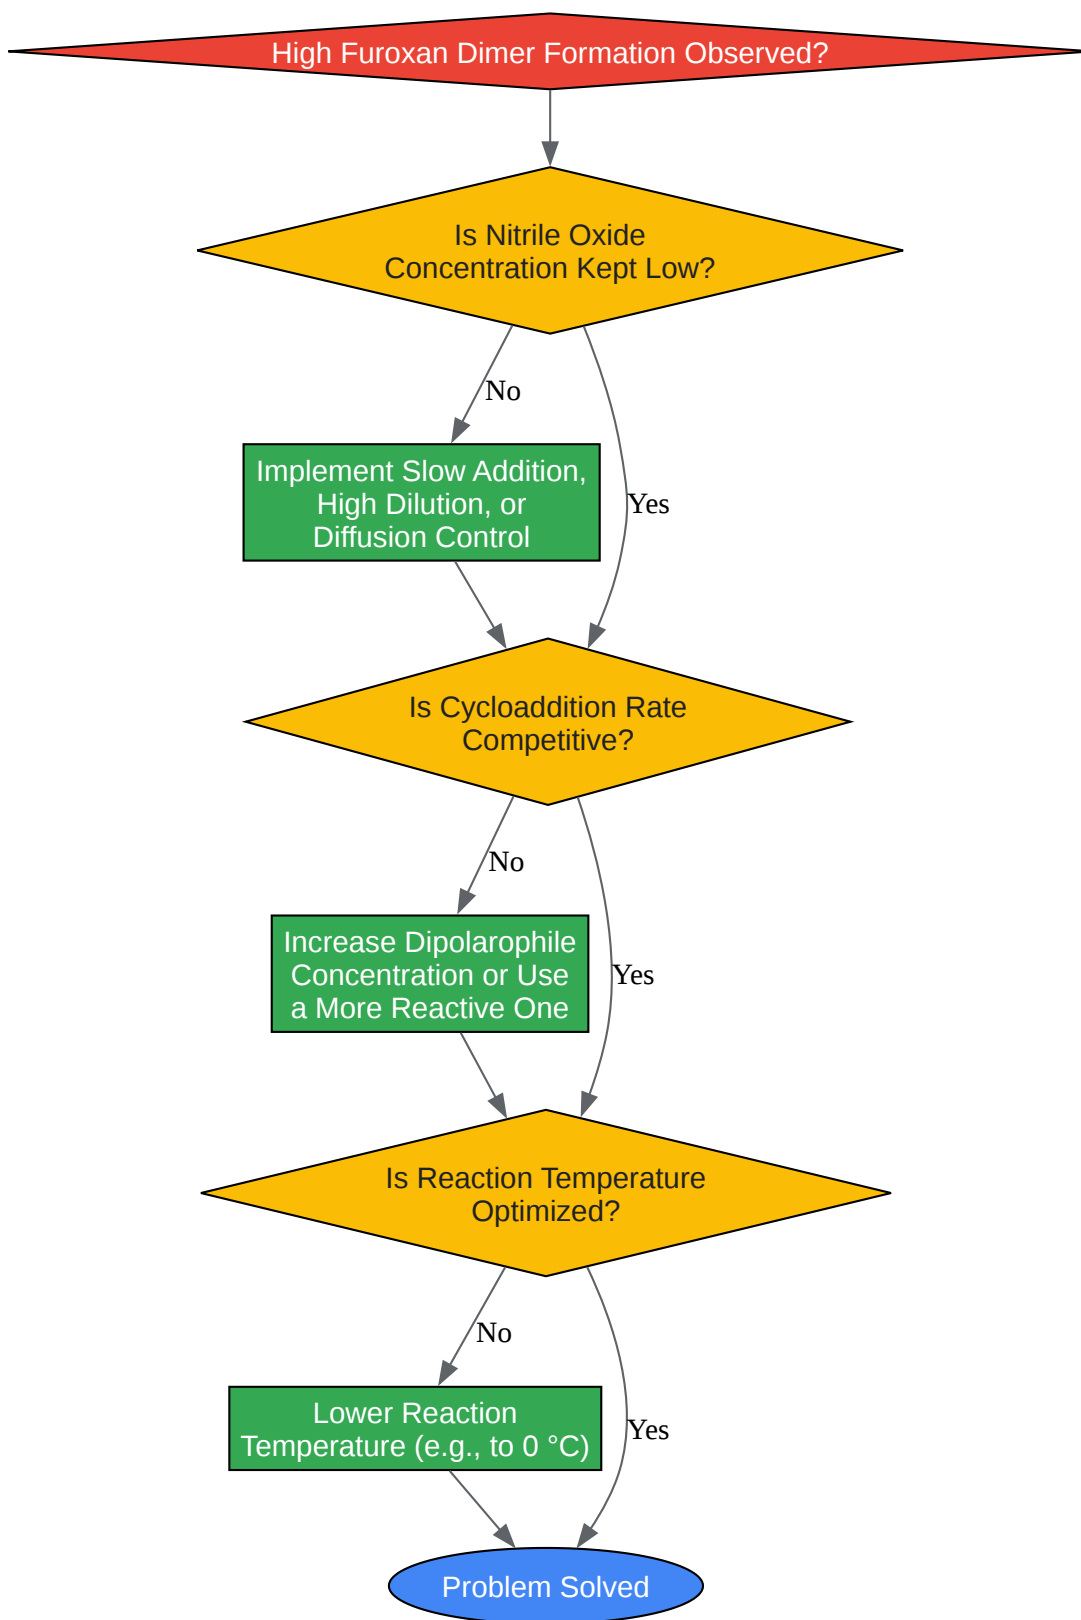 High Furoxan Dimer Formation Observed?
Is Nitrile Oxide
Concentration Kept Low?
No
Implement Slow Addition,
High Dilution, or
Diffusion Control
Yes
Is Cycloaddition Rate
Competitive?
No
Increase Dipolarophile
Concentration or Use
a More Reactive One
Yes
Is Reaction Temperature
Optimized?
No
Lower Reaction
Temperature (e.g., to 0 °C)
Yes
Problem Solved